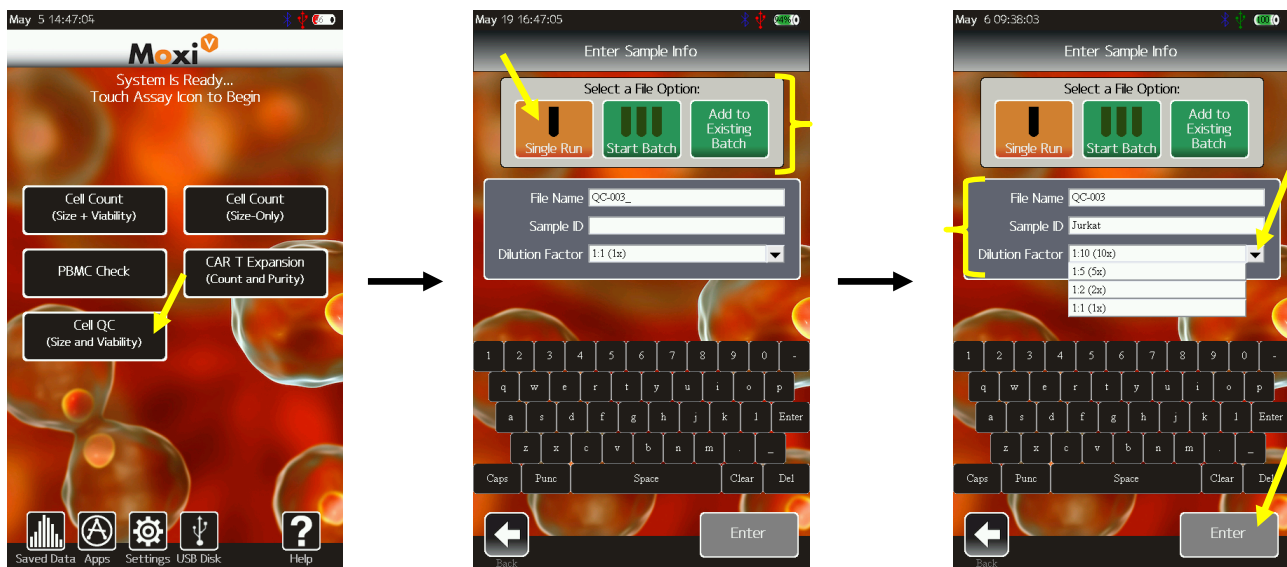 May 5 14:47:04
Moxi V
System Is Ready...
Touch Assay Icon to Begin
Cell Count
(Size + Viability)
Cell Count
(Size-Only)
PBMC Check
CAR T Expansion
(Count and Purity)
Cell QC
(Size and Viability)
Saved Data Apps Settings USB Disk
? Help
May 19 16:47:05
94%
Enter Sample Info
Select a File Option:
Single Run
Start Batch
Add to
Existing
Batch
File Name QC-003_
Sample ID
Dilution Factor 1:1 (1x)
1 2 3 4 5 6 7 8 9 0 -
q w e r t y u i o p
a s d f g h j k l Enter
z x c v b n m . _
Caps Punc Space Clear Del
Back
Enter
May 6 09:38:03
100
Enter Sample Info
Select a File Option:
Single Run
Start Batch
Add to
Existing
Batch
File Name QC-003
Sample ID Jurkat
Dilution Factor 1:10 (10x)
1:5 (5x)
1:2 (2x)
1:1 (1x)
1 2 3 4 5 6 7 8 9 0 -
q w e r t y u i o p
a s d f g h j k l Enter
z x c v b n m . _
Caps Punc Space Clear Del
Back
Enter